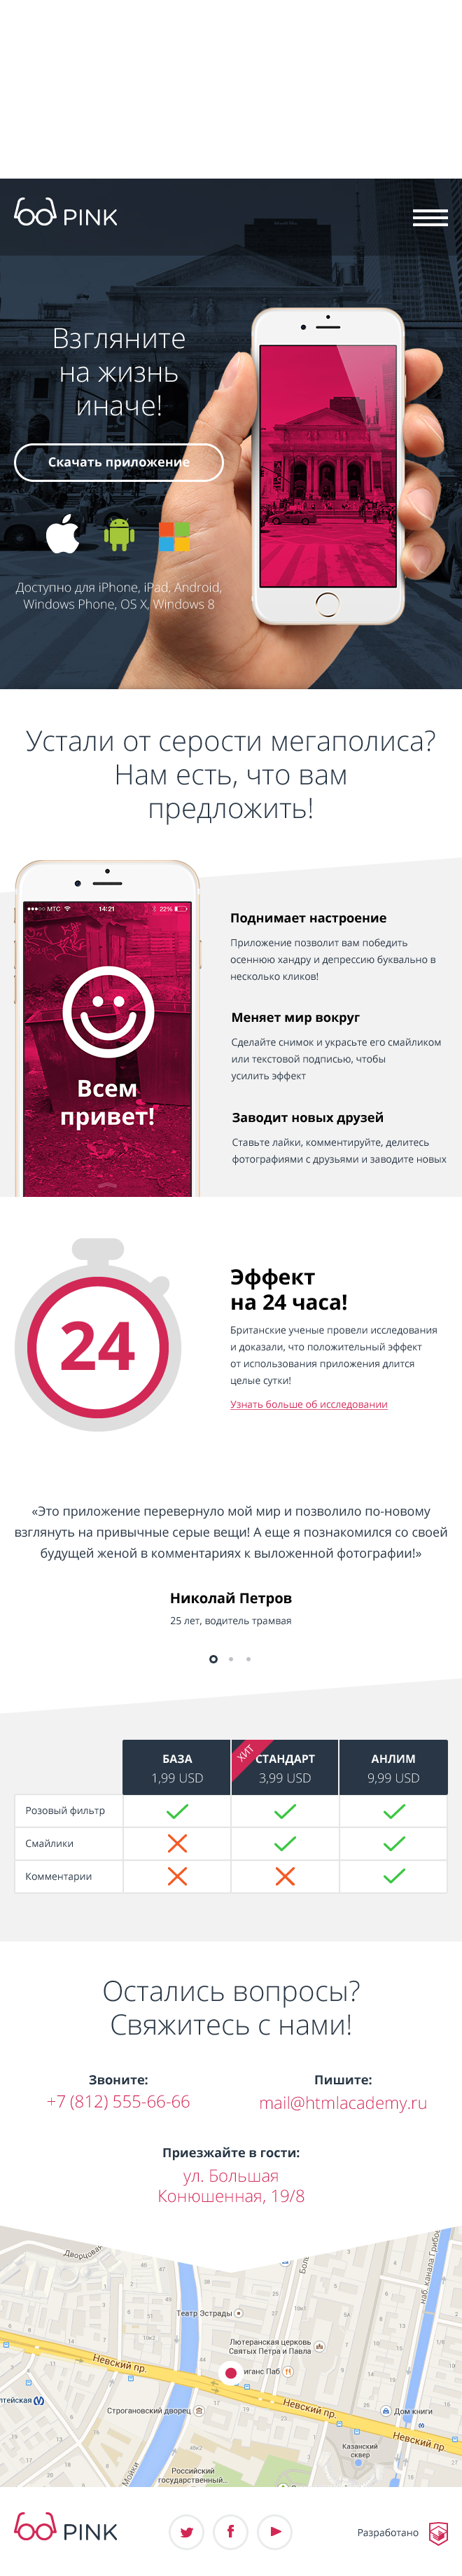 PINK
Взгляните
на жизнь
иначе!
Скачать приложение
Доступно для iPhone, iPad, Android,
Windows Phone, OS X, Windows 8
Устали от серости мегаполиса?
Нам есть, что вам
предложить!
МТС 14:21 22%
Всем
привет!
Поднимает настроение
Приложение позволит вам победить
осеннюю хандру и депрессию буквально в
несколько кликов!
Меняет мир вокруг
Сделайте снимок и украсьте его смайликом
или текстовой подписью, чтобы
усилить эффект
Заводит новых друзей
Ставьте лайки, комментируйте, делитесь
фотографиями с друзьями и заводите новых
24
Эффект
на 24 часа!
Британские ученые провели исследования
и доказали, что положительный эффект
от использования приложения длится
целые сутки!
Узнать больше об исследовании
«Это приложение перевернуло мой мир и позволило по-новому
взглянуть на привычные серые вещи! А еще я познакомился со своей
будущей женой в комментариях к выложенной фотографии!»
Николай Петров
25 лет, водитель трамвая
БАЗА ХИТ СТАНДАРТ АНЛИМ
1,99 USD 3,99 USD 9,99 USD
Розовый фильтр
Смайлики
Комментарии
Остались вопросы?
Свяжитесь с нами!
Звоните: Пишите:
+7 (812) 555-66-66 mail@htmlacademy.ru
Приезжайте в гости:
ул. Большая
Конюшенная, 19/8
Дворцовая
наб. канала Грибо
Театр Эстрады
Лютеранская церковь
Святых Петра и Павла
Невский пр.
иганс Паб
лтейская
Строгановский дворец
Невский пр.
Дом книги
Казанский
сквер
Невский пр.
Мойки
Российский
государственный...
PINK
Разработано